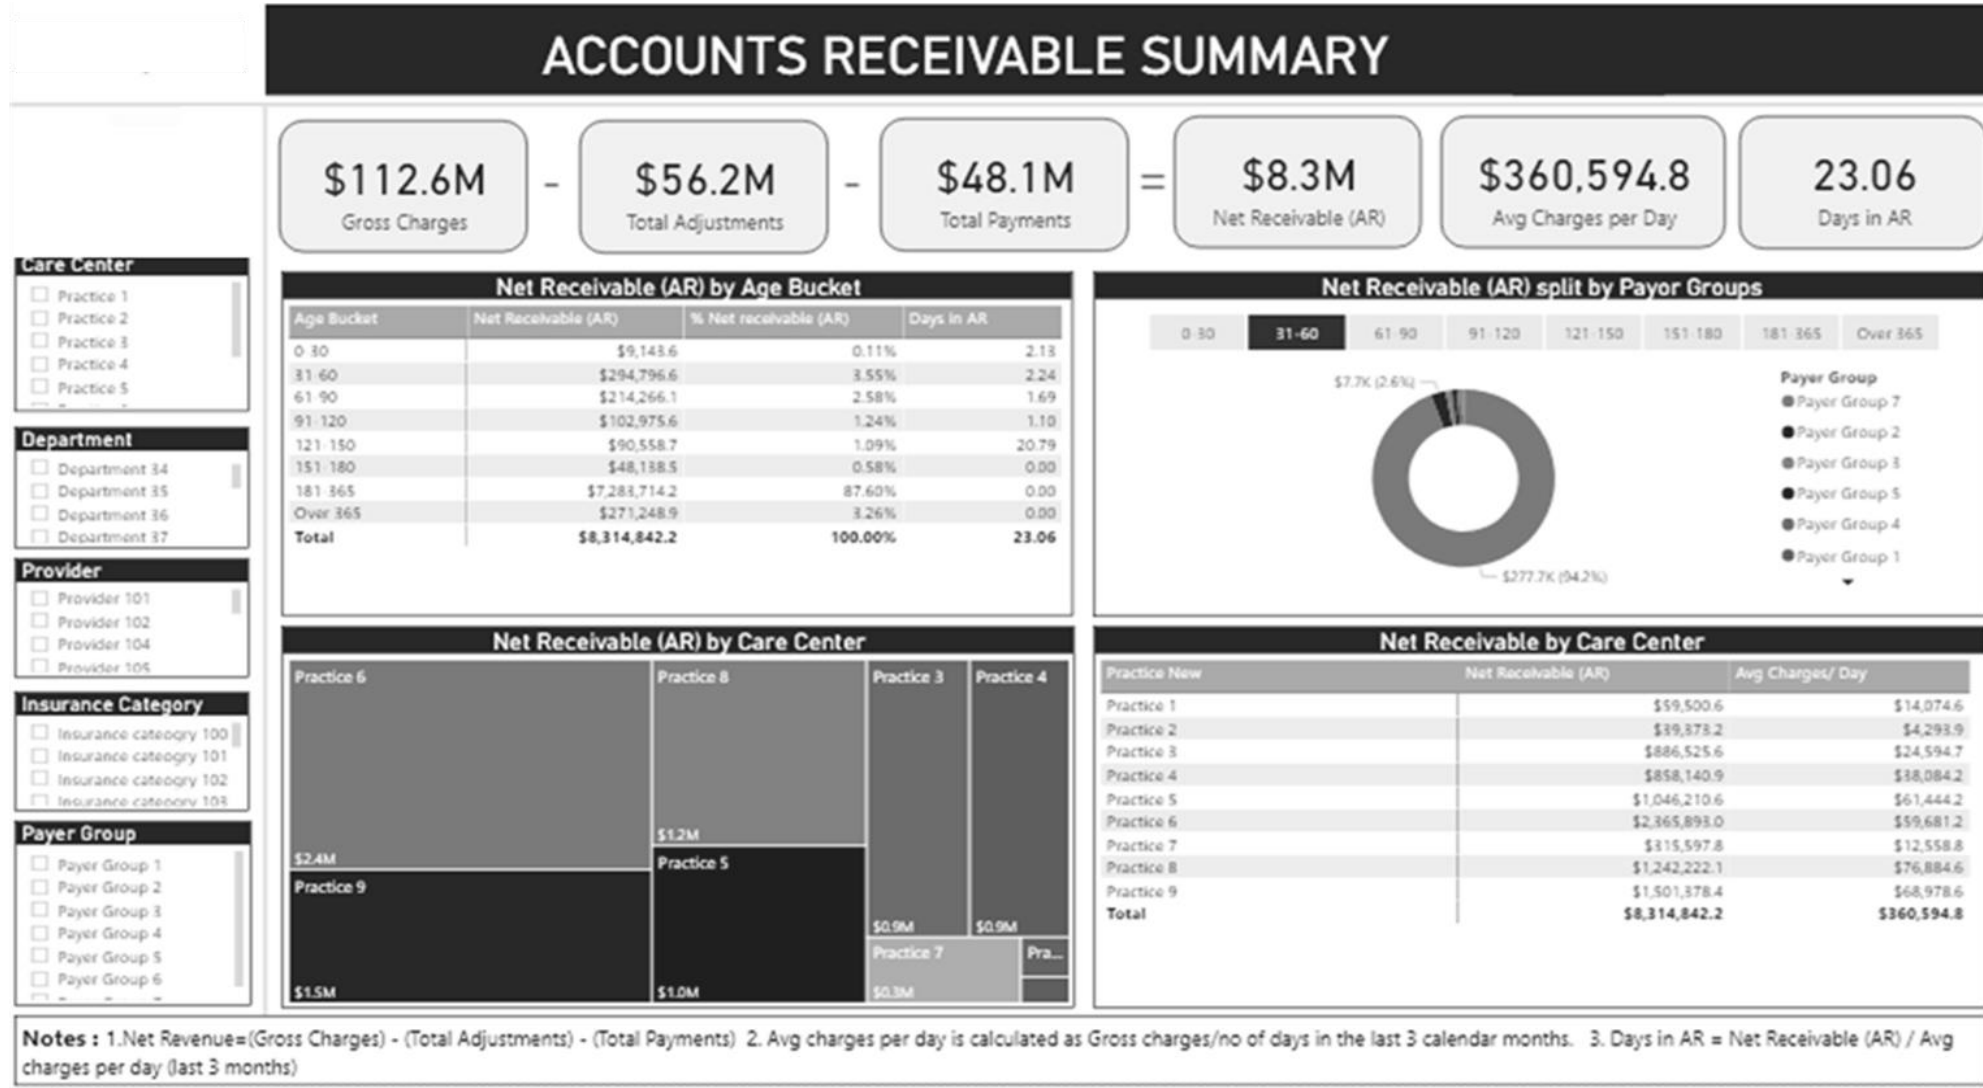 ACCOUNTS RECEIVABLE SUMMARY
$112.6M
Gross Charges
-
$56.2M
Total Adjustments
-
$48.1M
Total Payments
=
$8.3M
Net Receivable (AR)
$360,594.8
Avg Charges per Day
23.06
Days in AR
Care Center
Practice 1
Practice 2
Practice 3
Practice 4
Practice 5
Department
Department 34
Department 35
Department 36
Department 37
Provider
Provider 101
Provider 102
Provider 104
Provider 105
Insurance Category
Insurance cateogry 100
Insurance cateogry 101
Insurance cateogry 102
Insurance cateogry 103
Payer Group
Payer Group 1
Payer Group 2
Payer Group 3
Payer Group 4
Payer Group 5
Payer Group 6
Net Receivable (AR) by Age Bucket
Age Bucket Net Receivable (AR) % Net receivable (AR) Days in AR
0-30 $9,143.6 0.11% 2.13
31-60 $294,796.6 3.55% 2.24
61-90 $214,266.1 2.58% 1.69
91-120 $102,975.6 1.24% 1.10
121-150 $90,558.7 1.09% 20.79
151-180 $48,138.5 0.58% 0.00
181-365 $7,283,714.2 87.60% 0.00
Over 365 $271,248.9 3.26% 0.00
Total $8,314,842.2 100.00% 23.06
Net Receivable (AR) split by Payor Groups
0-30 31-60 61-90 91-120 121-150 151-180 181-365 Over 365
$7.7K (2.6%)
$277.7K (94.2%)
Payer Group
Payer Group 7
Payer Group 2
Payer Group 3
Payer Group 5
Payer Group 4
Payer Group 1
Net Receivable (AR) by Care Center
Practice 6
$2.4M
Practice 9
$1.5M
Practice 8
$1.2M
Practice 5
$1.0M
Practice 3
$0.9M
Practice 4
$0.9M
Practice 7
$0.3M
Pra...
Net Receivable by Care Center
Practice New Net Receivable (AR) Avg Charges/ Day
Practice 1 $59,500.6 $14,074.6
Practice 2 $39,373.2 $4,293.9
Practice 3 $886,525.6 $24,594.7
Practice 4 $858,140.9 $38,084.2
Practice 5 $1,046,210.6 $61,444.2
Practice 6 $2,365,893.0 $59,681.2
Practice 7 $315,597.8 $12,558.8
Practice 8 $1,242,222.1 $76,884.6
Practice 9 $1,501,378.4 $68,978.6
Total $8,314,842.2 $360,594.8
Notes : 1.Net Revenue=(Gross Charges) - (Total Adjustments) - (Total Payments) 2. Avg charges per day is calculated as Gross charges/no of days in the last 3 calendar months. 3. Days in AR = Net Receivable (AR) / Avg
charges per day (last 3 months)